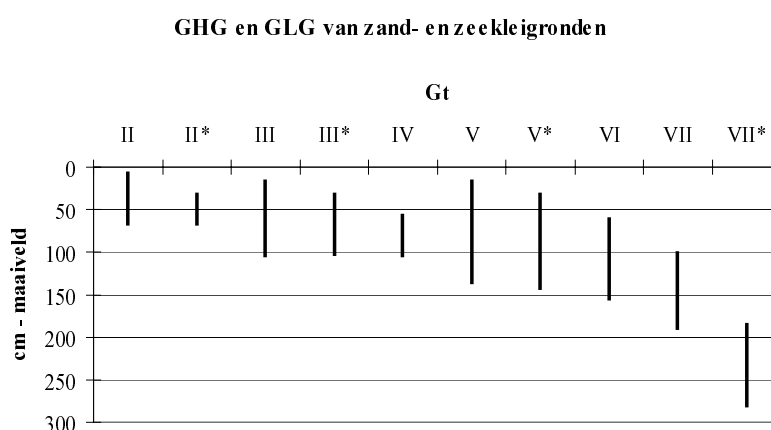 GHG en GLG van zand- en zeekleigronden
Gt
II II* III III* IV V V* VI VII VII*
0
50
100
150
200
250
300
cm - maaiveld